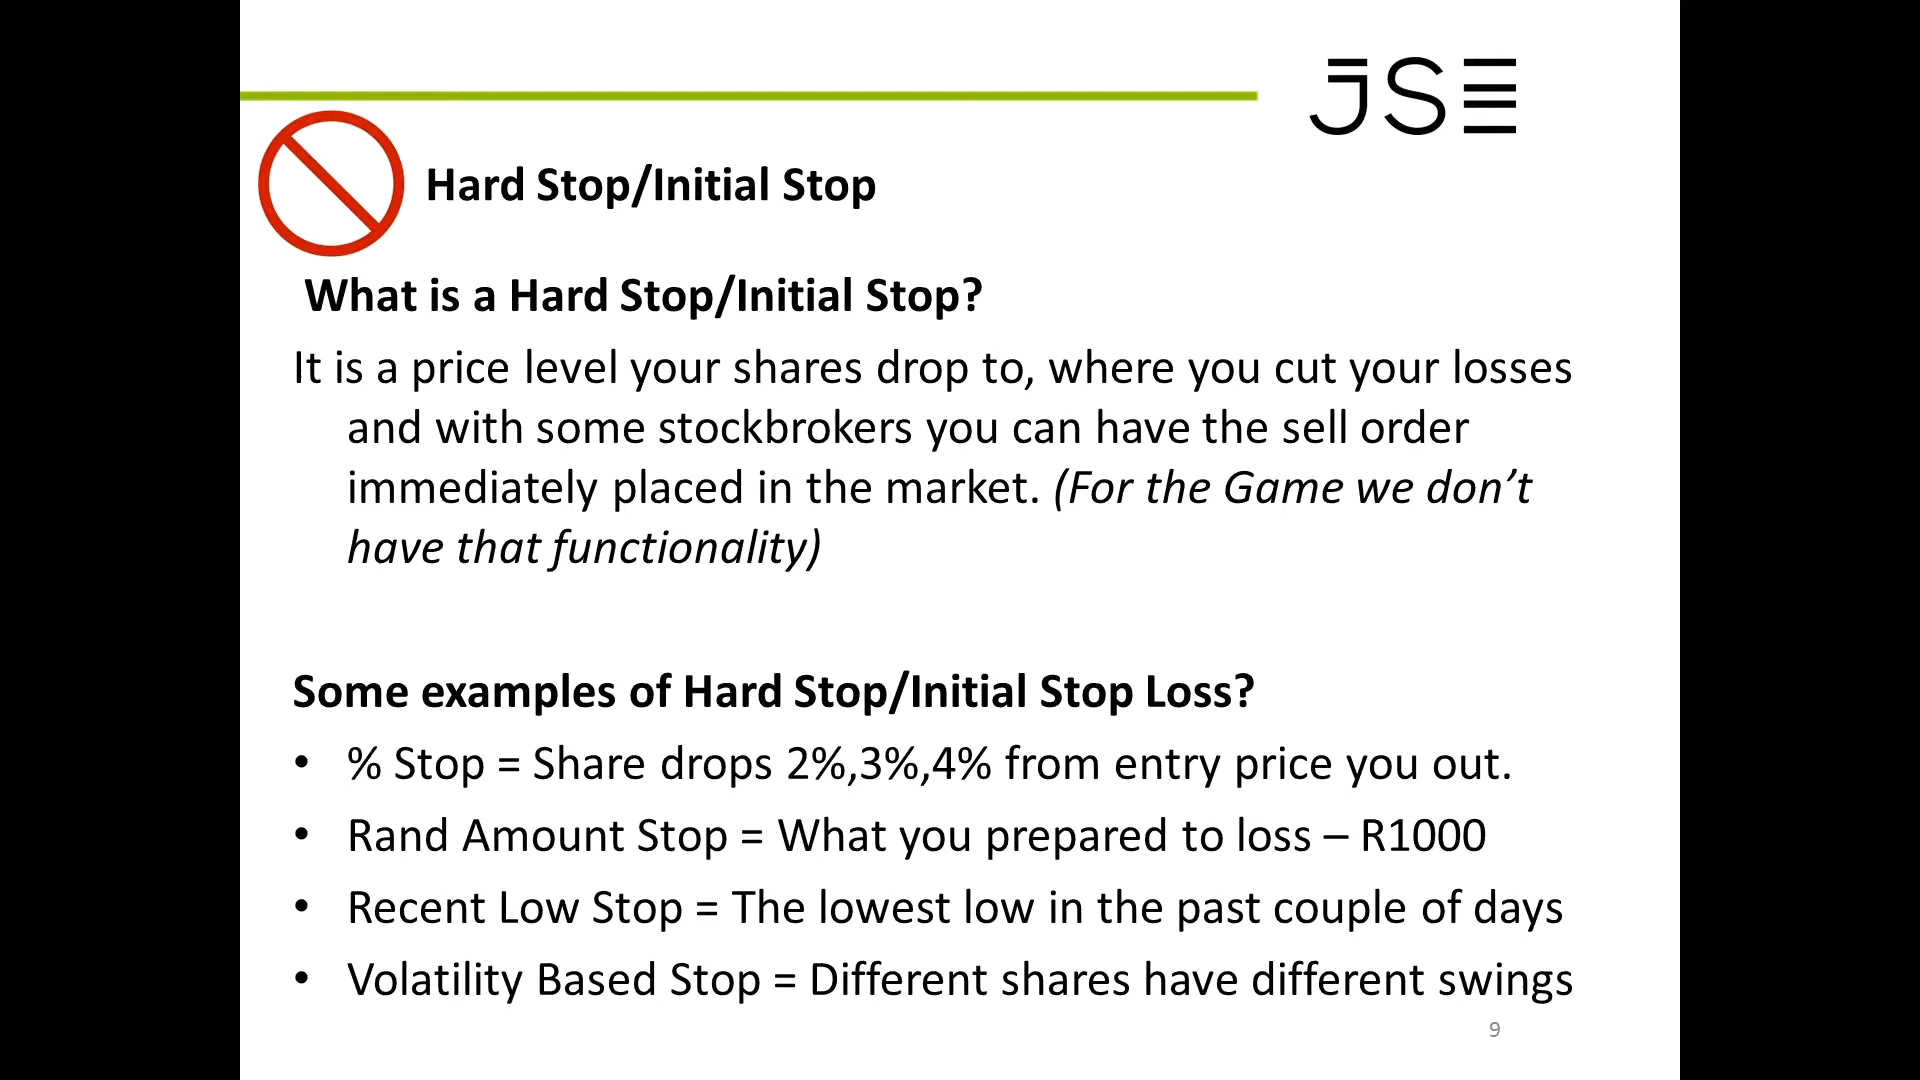 JSE
Hard Stop/Initial Stop
What is a Hard Stop/Initial Stop?
It is a price level your shares drop to, where you cut your losses
and with some stockbrokers you can have the sell order
immediately placed in the market. (For the Game we don’t
have that functionality)
Some examples of Hard Stop/Initial Stop Loss?
• % Stop = Share drops 2%,3%,4% from entry price you out.
• Rand Amount Stop = What you prepared to loss – R1000
• Recent Low Stop = The lowest low in the past couple of days
• Volatility Based Stop = Different shares have different swings
9